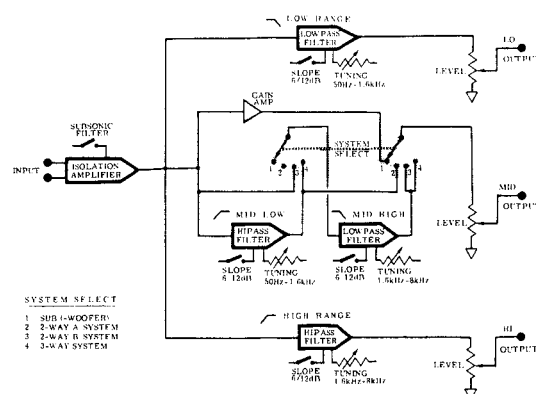 LOW RANGE
LOWPASS
FILTER
SLOPE
6/12dB
TUNING
50Hz-1.6kHz
LEVEL
LO
OUTPUT
GAIN
AMP
SUBSONIC
FILTER
INPUT
ISOLATION
AMPLIFIER
SYSTEM
SELECT
1 2 3 4
1 2 3 4
MID LOW
HIPASS
FILTER
SLOPE
6-12dB
TUNING
50Hz-1.6kHz
MID HIGH
LOWPASS
FILTER
SLOPE
6-12dB
TUNING
1.6kHz-8kHz
LEVEL
MID
OUTPUT
SYSTEM SELECT
1 SUB (-WOOFER)
2 2-WAY A SYSTEM
3 2-WAY B SYSTEM
4 3-WAY SYSTEM
HIGH RANGE
HIPASS
FILTER
SLOPE
6/12dB
TUNING
1.6kHz-8kHz
LEVEL
HI
OUTPUT